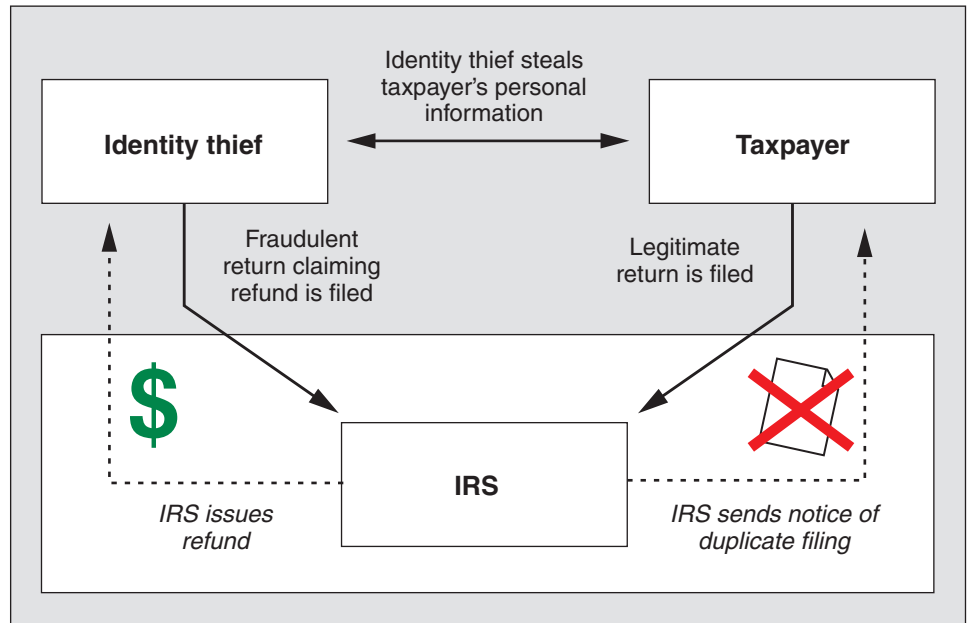 Identity thief steals
taxpayer's personal
information
Identity thief
Taxpayer
Fraudulent
return claiming
refund is filed
Legitimate
return is filed
$
IRS
IRS issues
refund
IRS sends notice of
duplicate filing